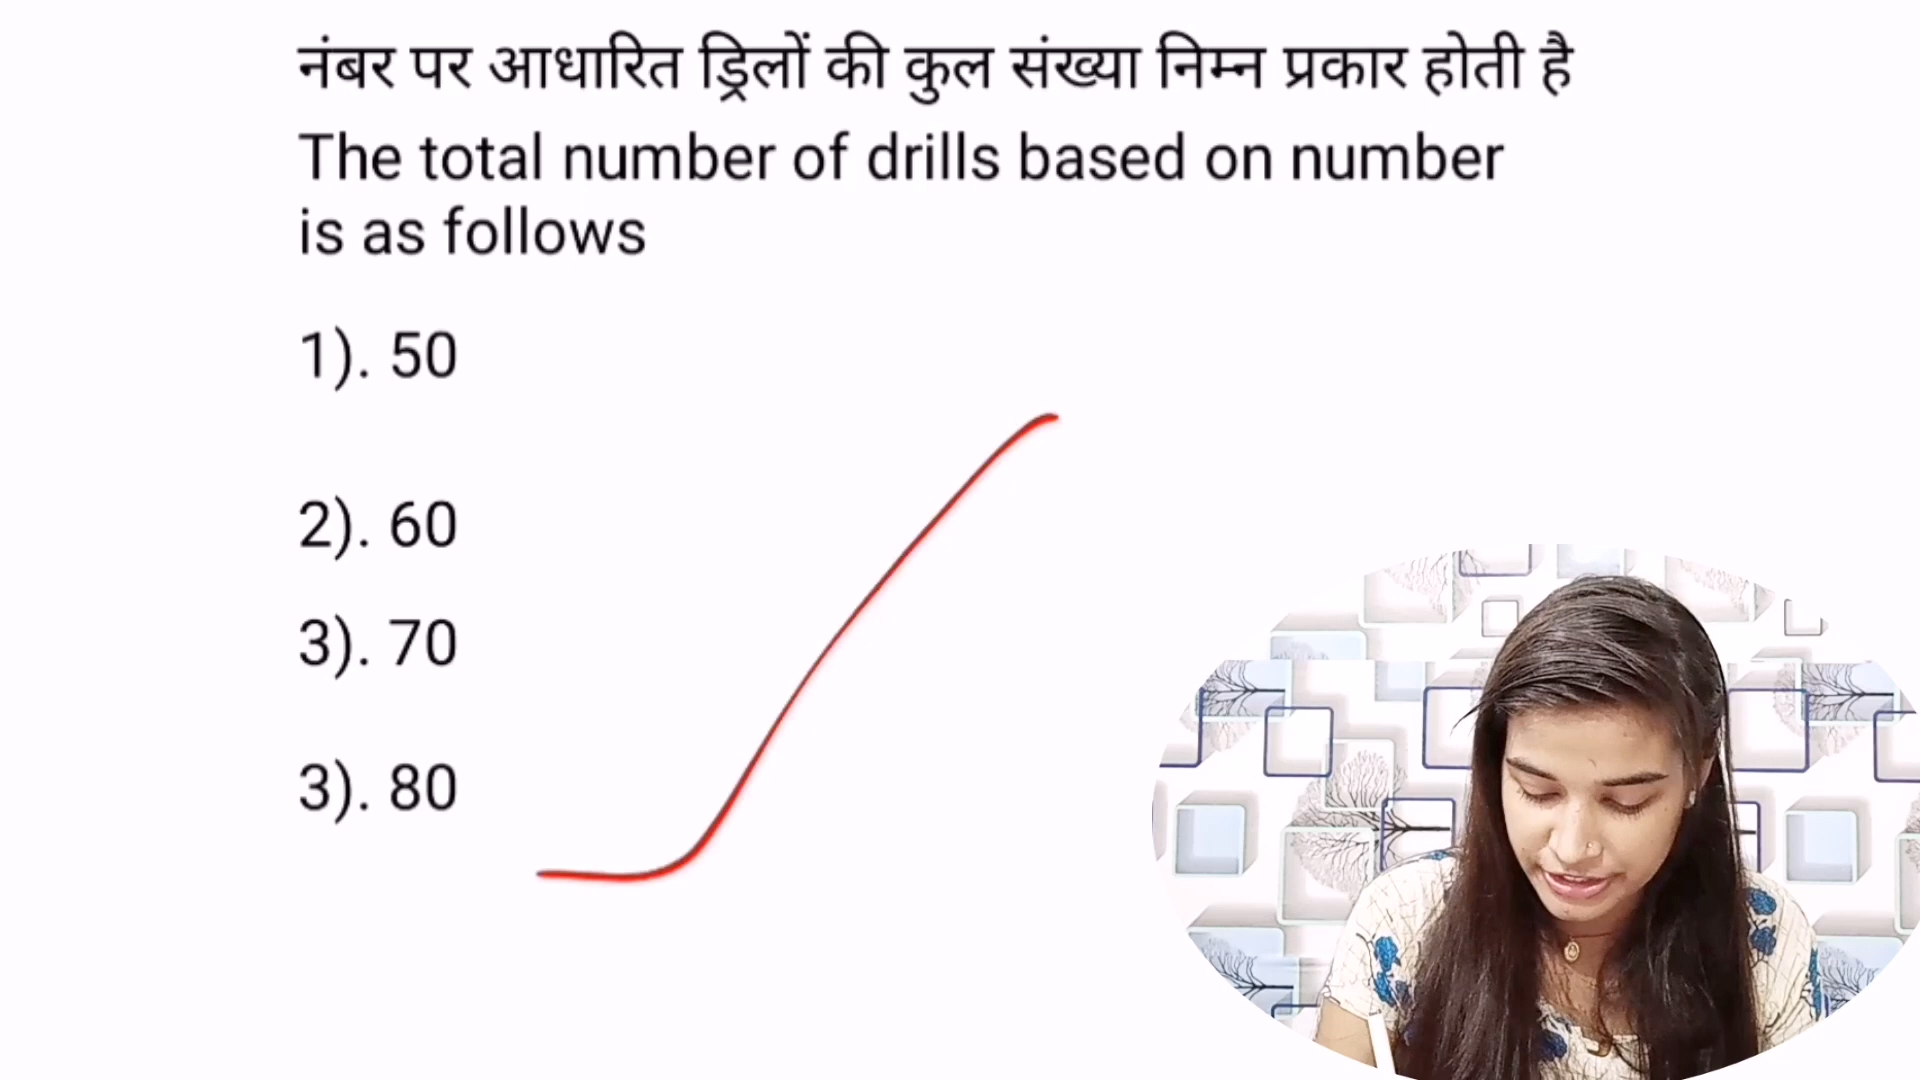 नंबर पर आधारित ड्रिलों की कुल संख्या निम्न प्रकार होती है
The total number of drills based on number
is as follows
1). 50
2). 60
3). 70
3). 80